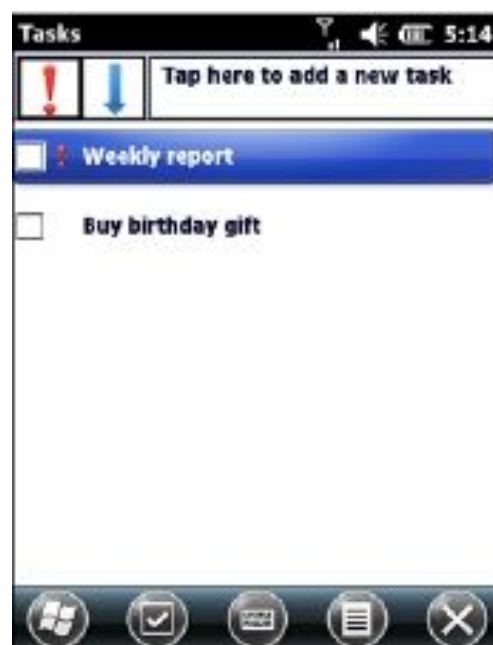 Tasks 5:14
Tap here to add a new task
Weekly report
Buy birthday gift